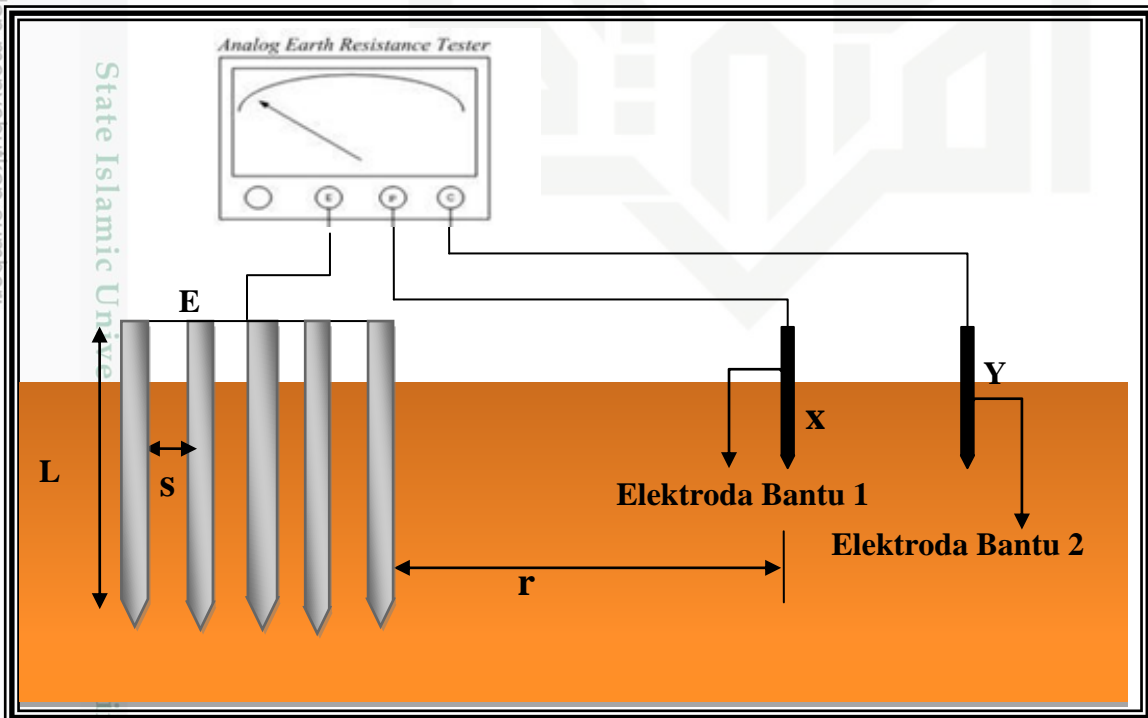 Analog Earth Resistance Tester
State Islamic Unive
E P C
E
Y
x
L
s
Elektroda Bantu 1
Elektroda Bantu 2
r